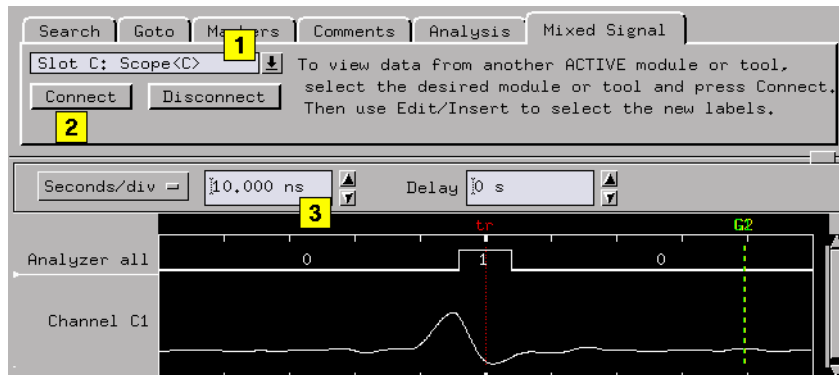 Search Goto Markers Comments Analysis Mixed Signal
1
Slot C: Scope<C>
To view data from another ACTIVE module or tool,
select the desired module or tool and press Connect.
Then use Edit/Insert to select the new labels.
Connect Disconnect
2
Seconds/div 10.000 ns Delay 0 s
3
tr G2
Analyzer all 0 1 0
Channel C1